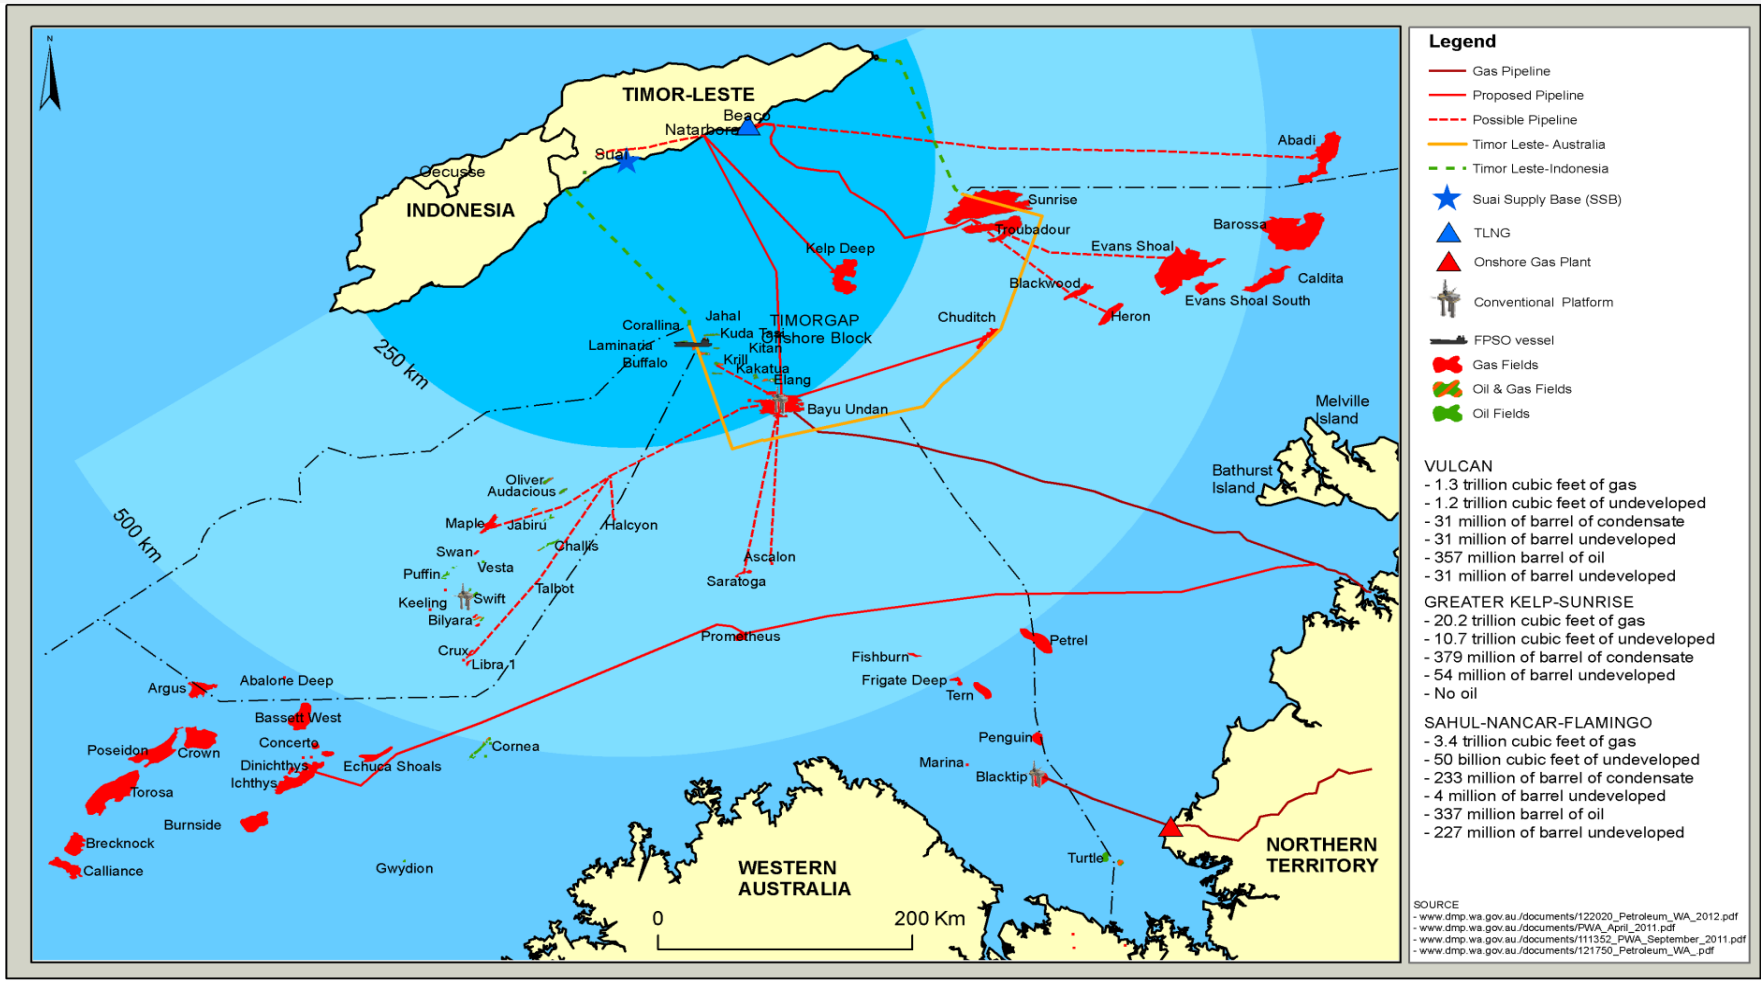 N
TIMOR-LESTE
Beaco
Natarbora
Suai
Oecusse
INDONESIA
Abadi
Sunrise
Troubadour
Barossa
Evans Shoal
Caldita
Evans Shoal South
Blackwood
Heron
Kelp Deep
Chuditch
Jahal
Corallina
TIMORGAP
Offshore Block
Kuda Tasi
Laminaria
Kitan
Buffalo
Krill
Kakatua
Elang
Bayu Undan
250 km
500 km
Melville
Island
Bathurst
Island
Oliver
Audacious
Maple
Jabiru
Halcyon
Challis
Swan
Vesta
Puffin
Talbot
Keeling
Swift
Bilyara
Crux
Libra 1
Ascalon
Saratoga
Prometheus
Petrel
Fishburn
Frigate Deep
Tern
Argus
Abalone Deep
Bassett West
Poseidon
Crown
Concerto
Dinichthys
Echuca Shoals
Ichthys
Cornea
Torosa
Burnside
Brecknock
Calliance
Gwydion
Penguin
Marina
Blacktip
Turtle
WESTERN
AUSTRALIA
NORTHERN
TERRITORY
0
200 Km
Legend
Gas Pipeline
Proposed Pipeline
Possible Pipeline
Timor Leste- Australia
Timor Leste-Indonesia
Suai Supply Base (SSB)
TLNG
Onshore Gas Plant
Conventional Platform
FPSO vessel
Gas Fields
Oil & Gas Fields
Oil Fields
VULCAN
- 1.3 trillion cubic feet of gas
- 1.2 trillion cubic feet of undeveloped
- 31 million of barrel of condensate
- 31 million of barrel undeveloped
- 357 million barrel of oil
- 31 million of barrel undeveloped
GREATER KELP-SUNRISE
- 20.2 trillion cubic feet of gas
- 10.7 trillion cubic feet of undeveloped
- 379 million of barrel of condensate
- 54 million of barrel undeveloped
- No oil
SAHUL-NANCAR-FLAMINGO
- 3.4 trillion cubic feet of gas
- 50 billion cubic feet of undeveloped
- 233 million of barrel of condensate
- 4 million of barrel undeveloped
- 337 million barrel of oil
- 227 million of barrel undeveloped
SOURCE
- www.dmp.wa.gov.au./documents/122020_Petroleum_WA_2012.pdf
- www.dmp.wa.gov.au./documents/PWA_April_2011.pdf
- www.dmp.wa.gov.au./documents/111352_PWA_September_2011.pdf
- www.dmp.wa.gov.au./documents/121750_Petroleum_WA_.pdf